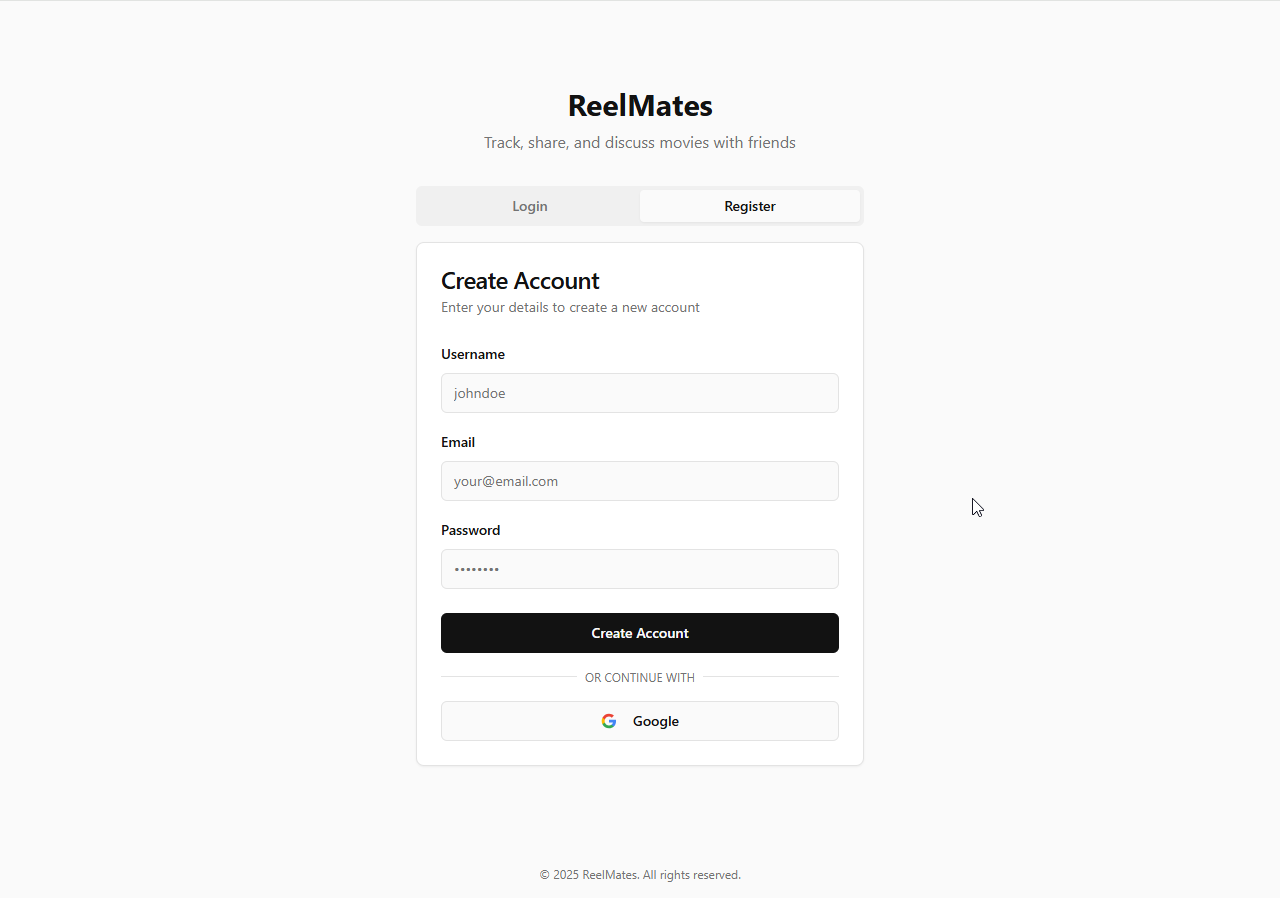 ReelMates
Track, share, and discuss movies with friends
Login
Register
Create Account
Enter your details to create a new account
Username
johndoe
Email
your@email.com
Password
••••••••
Create Account
OR CONTINUE WITH
Google
© 2025 ReelMates. All rights reserved.